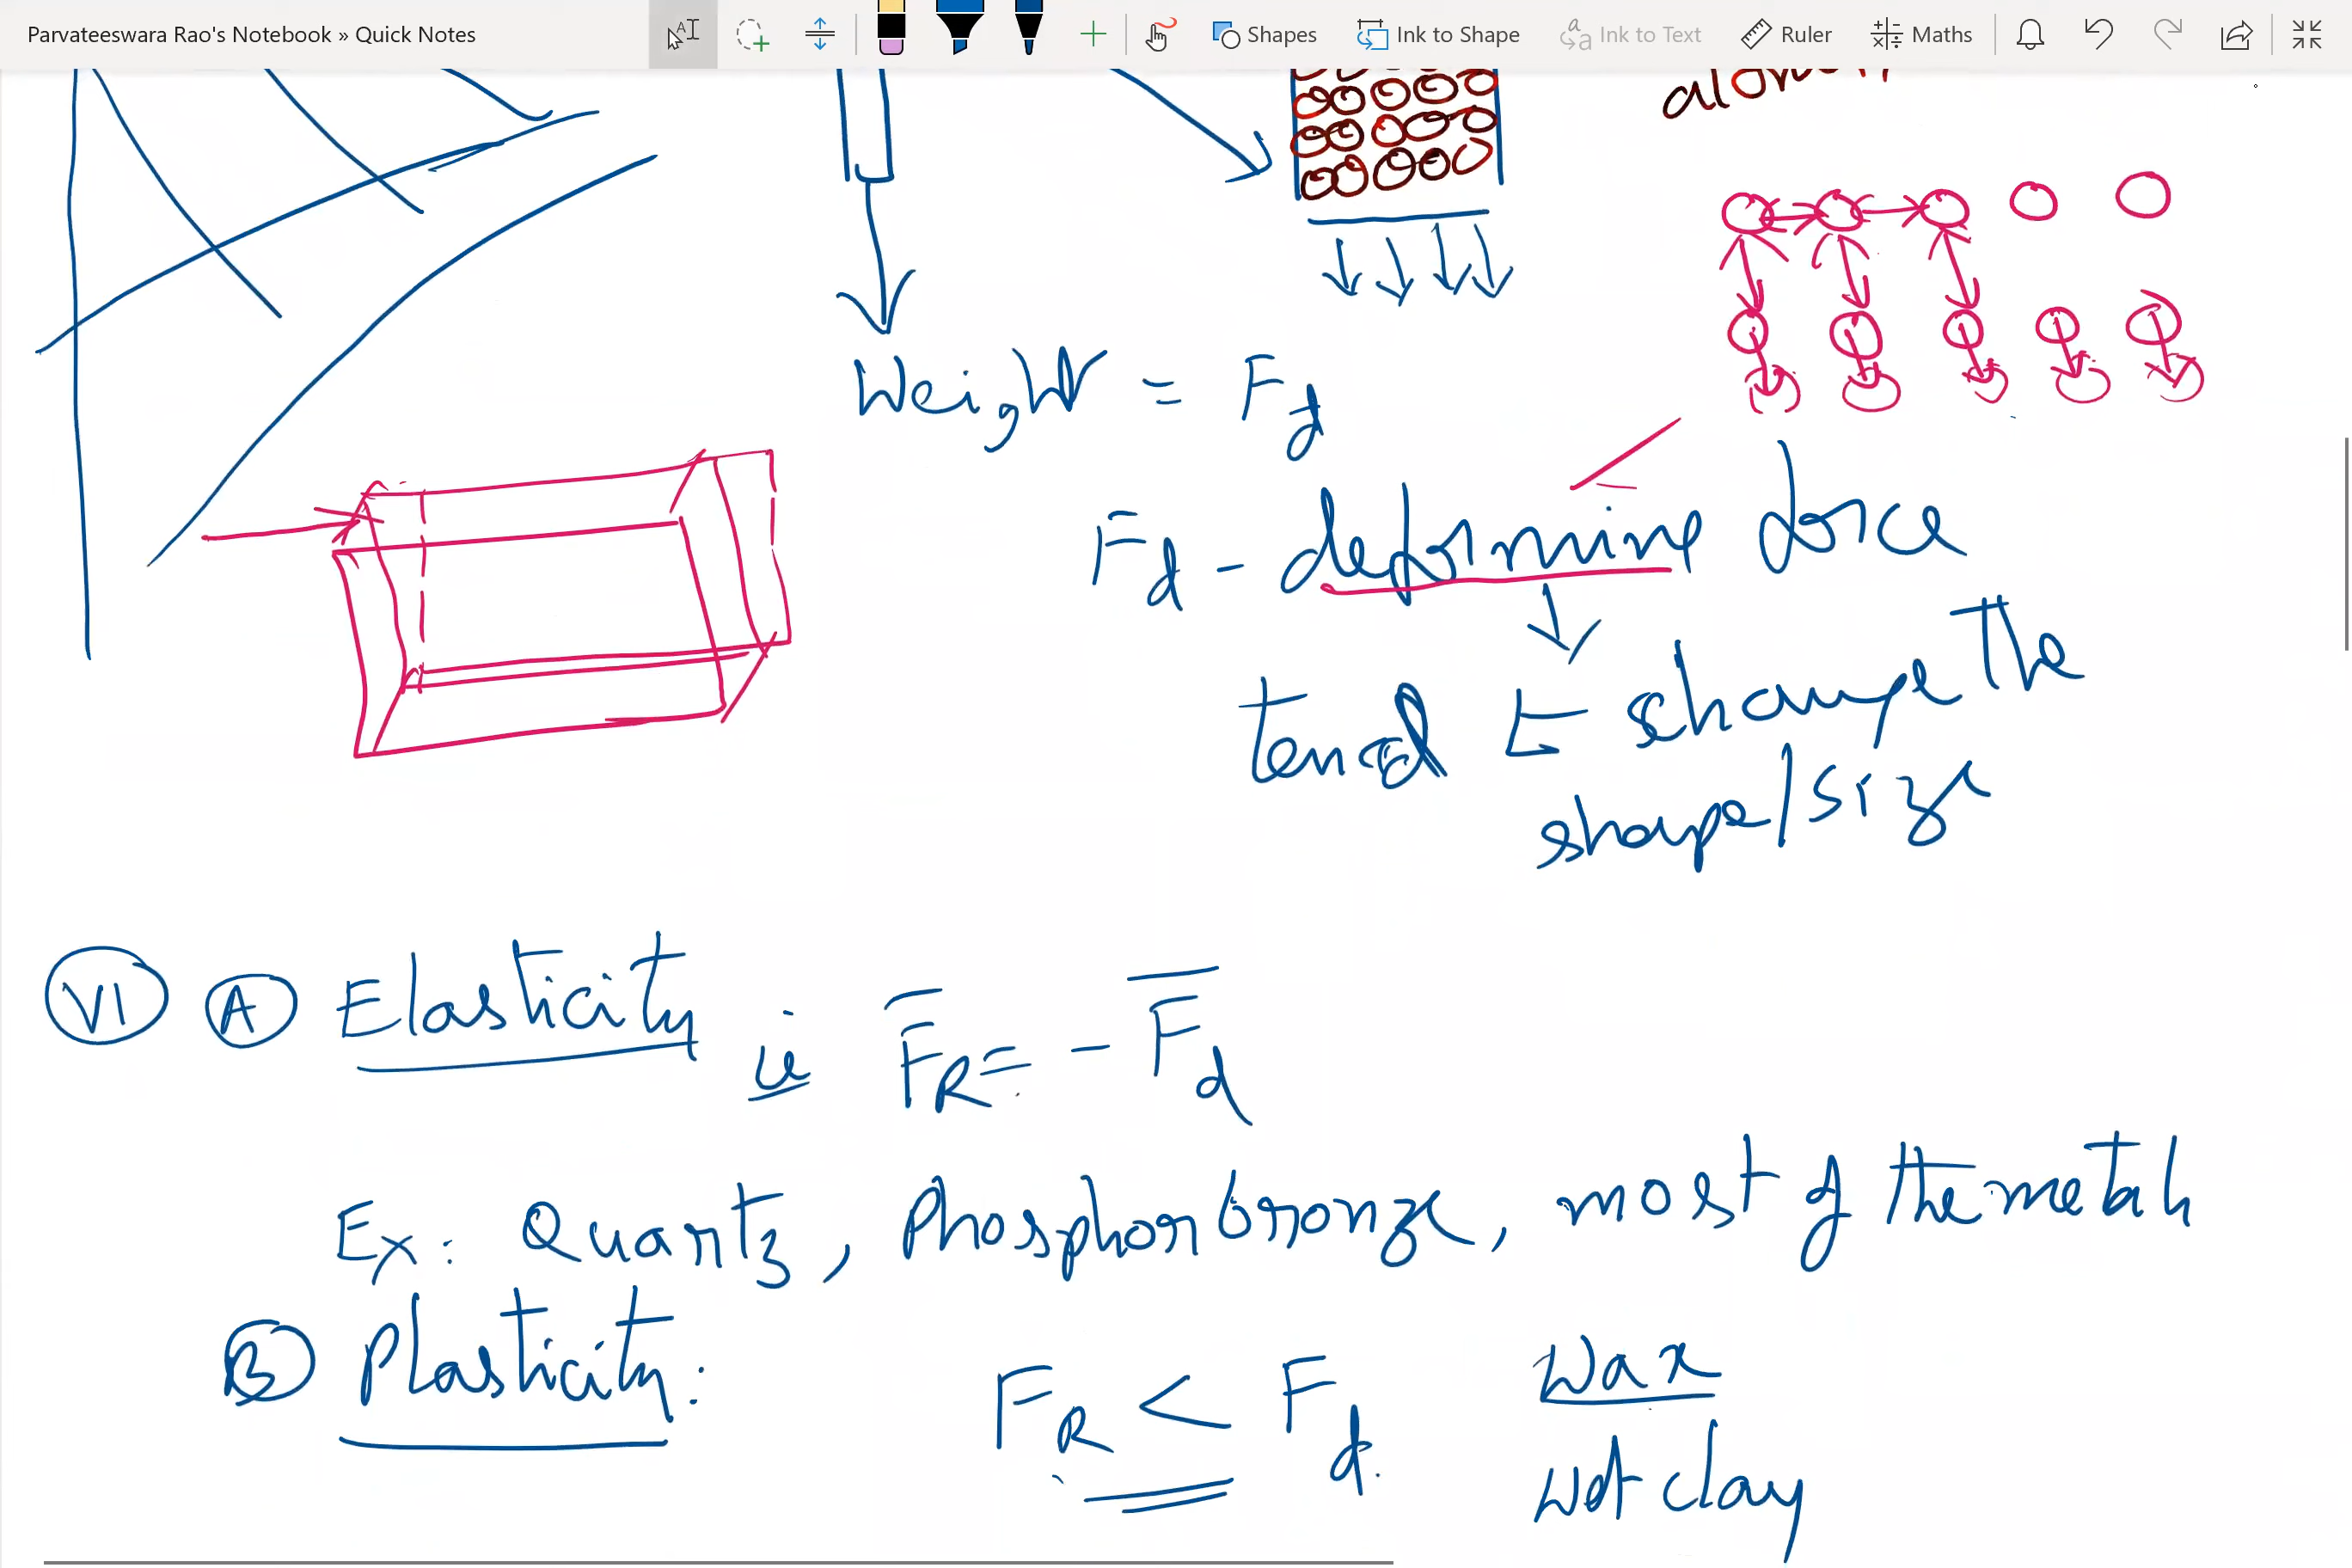 Parvateeswara Rao's Notebook » Quick Notes
Shapes
Ink to Shape
Ink to Text
Ruler
Maths
Weight = Fd
Fd - deforming force
tend to change the
shape/size
VI A Elasticity ie FR = - Fd
Ex: Quartz, Phosphor bronze, most of the metals
B Plasticity: FR < Fd. Wax
Wet clay